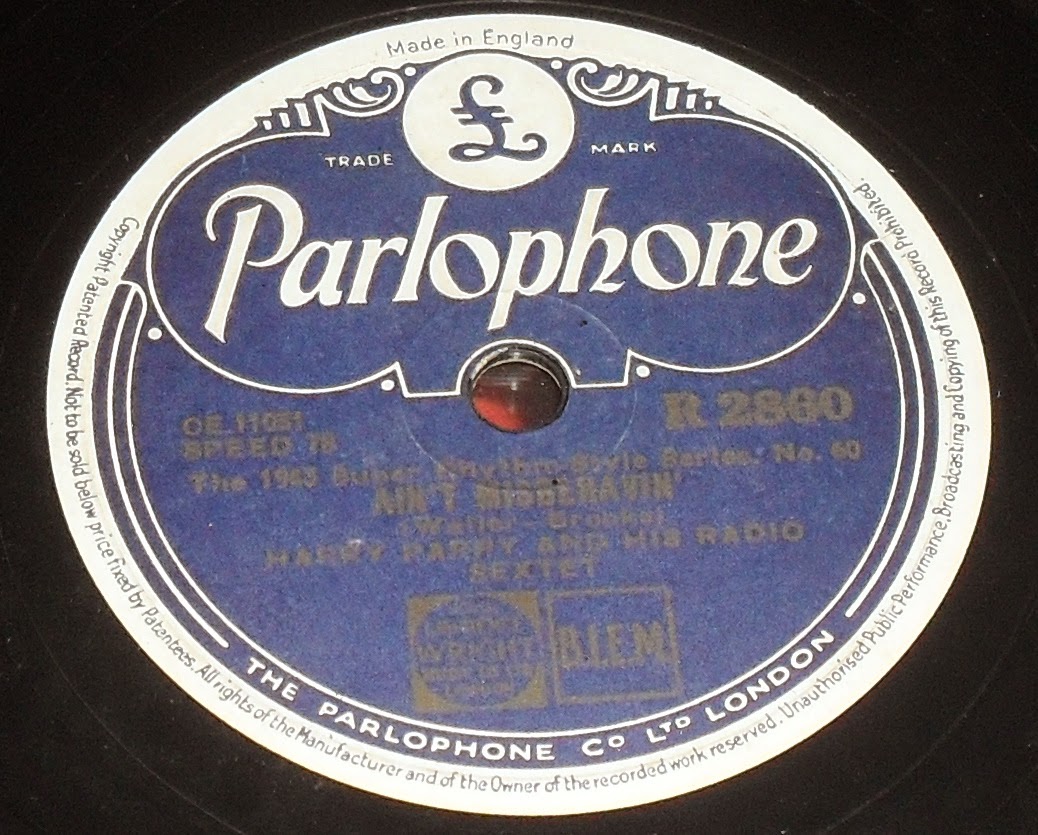 Made in England
£
TRADE MARK
Parlophone
R 2860
CE.11051
SPEED 78
The 1943 Super Rhythm-Style Series. No. 60
AIN'T MISBEHAVIN'
(Waller, Brooks)
HARRY PARRY AND HIS RADIO
SEXTET
WRIGHT
B.I.E.M.
THE PARLOPHONE CO LTD LONDON
Copyright Patented Record. Not to be sold below price fixed by Patentees. All rights of the Manufacturer and of the Owner of the recorded work reserved. Unauthorised Public Performance, Broadcasting and Copying of this Record Prohibited.